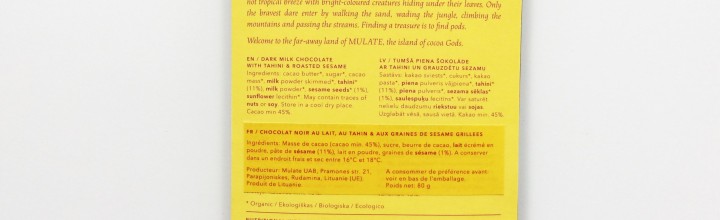 not tropical breeze with bright-coloured creatures hiding under their leaves. Only
the bravest dare enter by walking the sand, wading the jungle, climbing the
mountains and passing the streams. Finding a treasure is to find pods.
Welcome to the far-away land of MULATE, the island of cocoa Gods.
EN / DARK MILK CHOCOLATE
WITH TAHINI & ROASTED SESAME
Ingredients: cacao butter*, sugar*, cacao
mass*, milk powder skimmed*, tahini*
(11%), milk powder*, sesame seeds* (1%),
sunflower lecithin*. May contain traces of
nuts or soy. Store in a cool dry place.
Cacao min 45%.
LV / TUMŠĀ PIENA ŠOKOLĀDE
AR TAHINI UN GRAUZDĒTU SEZAMU
Sastāvs: kakao sviests*, cukurs*, kakao
pasta*, piena pulveris vājpiena*, tahini*
(11%), piena pulveris*, sezama sēklas*
(1%), saulespuķu lecitīns*. Var saturēt
nelielu daudzumu riekstus vai sojas.
Uzglabāt vēsā, sausā vietā. Kakao min. 45%.
FR / CHOCOLAT NOIR AU LAIT, AU TAHIN & AUX GRAINES DE SESAME GRILLEES
Ingrédients: Masse de cacao (cacao min. 45%), sucre, beurre de cacao, lait écrémé en
poudre, pâte de sésame (11%), lait en poudre, graines de sésame (1%). A conserver
dans un endroit frais et sec entre 16°C et 18°C.
Producteur: Mulate UAB, Pramones str. 21,
Parapijoniskes, Rudamina, Lituanie (UE)
Produit de Lituanie
A consommer de préférence avant
voir en bas de l'emballage.
Poids net: 80 g
* Organic / Ekologiškas / Bioloģiska / Ecológico